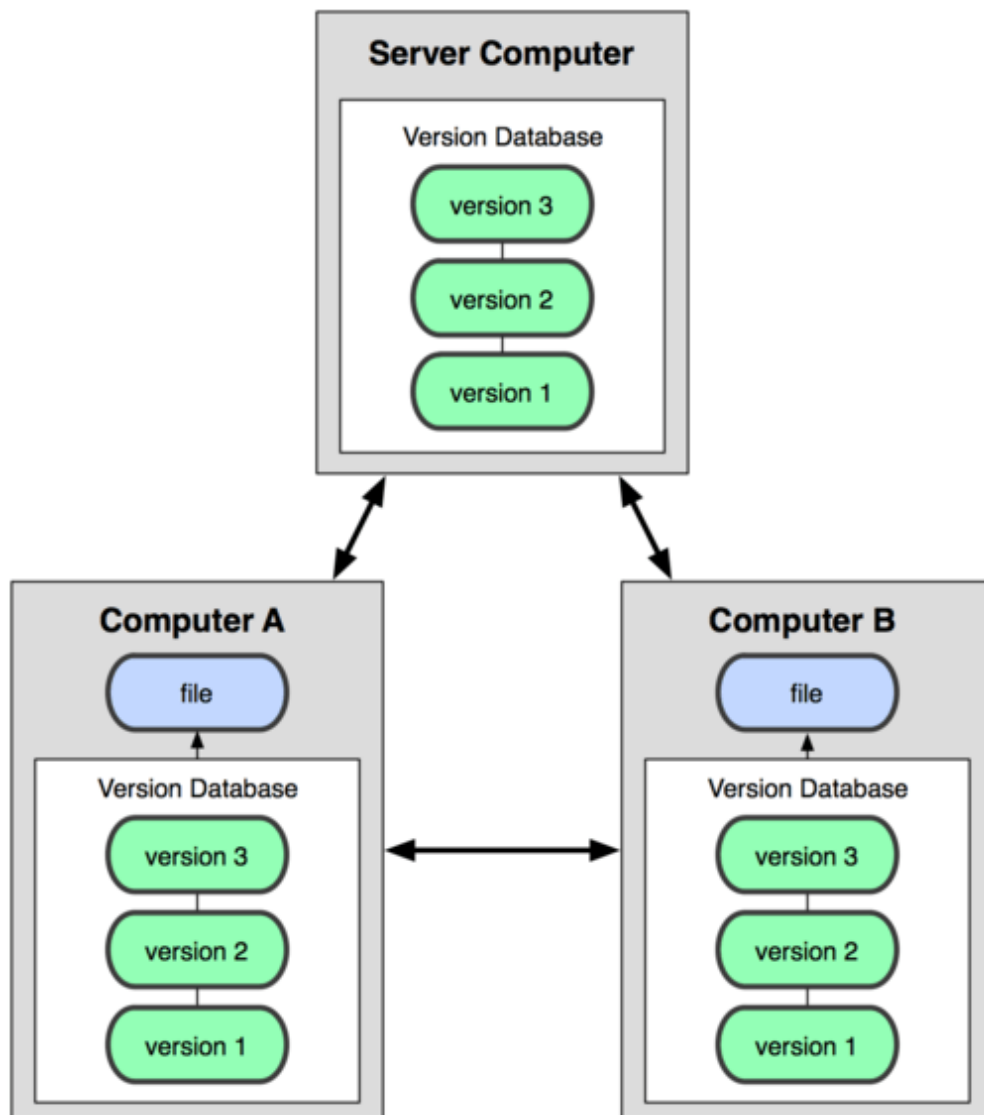 Server Computer
Version Database
version 3
version 2
version 1
Computer A
file
Version Database
version 3
version 2
version 1
Computer B
file
Version Database
version 3
version 2
version 1